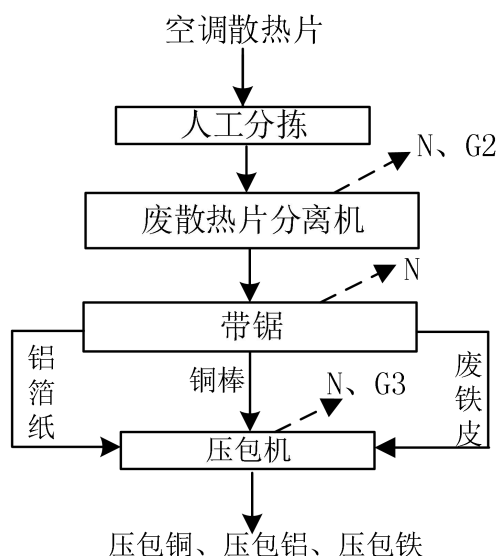 空调散热片
人工分拣
N、G2
废散热片分离机
N
带锯
铝箔纸
铜棒
N、G3
废铁皮
压包机
压包铜、压包铝、压包铁